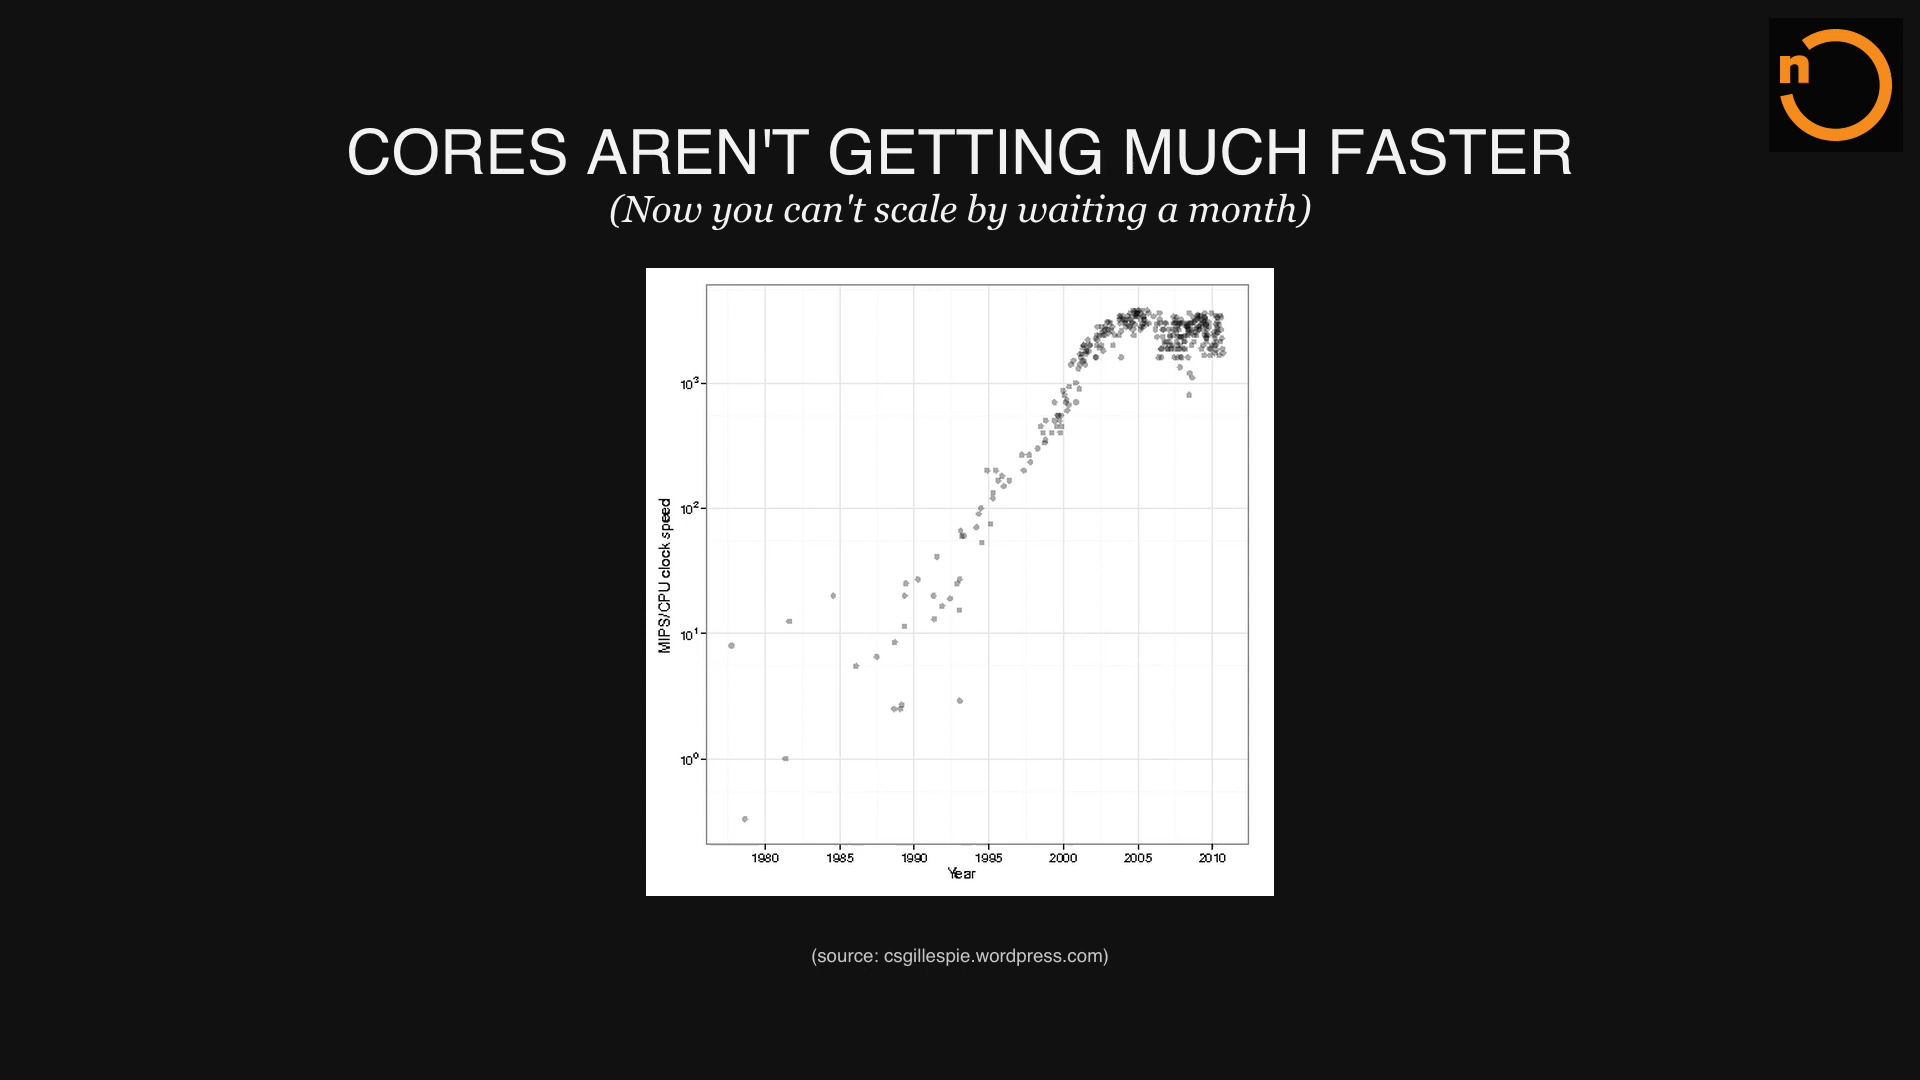 n
CORES AREN'T GETTING MUCH FASTER
(Now you can't scale by waiting a month)
10³
10²
10¹
10⁰
MIPS/CPU clock speed
1980 1985 1990 1995 2000 2005 2010
Year
(source: csgillespie.wordpress.com)